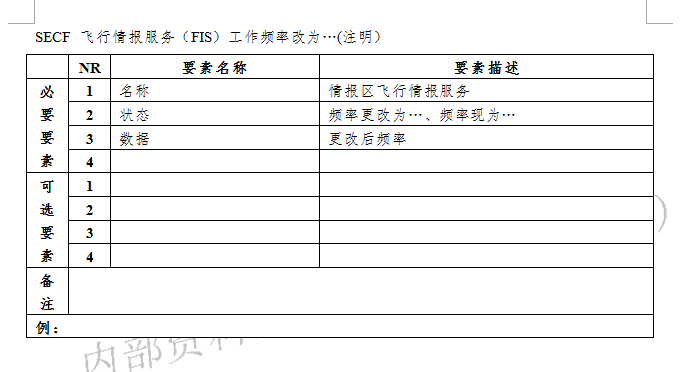 SECF 飞行情报服务（FIS）工作频率改为…(注明）
NR 要素名称 要素描述
必要要素
1 名称 情报区飞行情报服务
2 状态 频率更改为…、频率现为…
3 数据 更改后频率
4
可选要素
1
2
3
4
备注
例：
内部资料
）